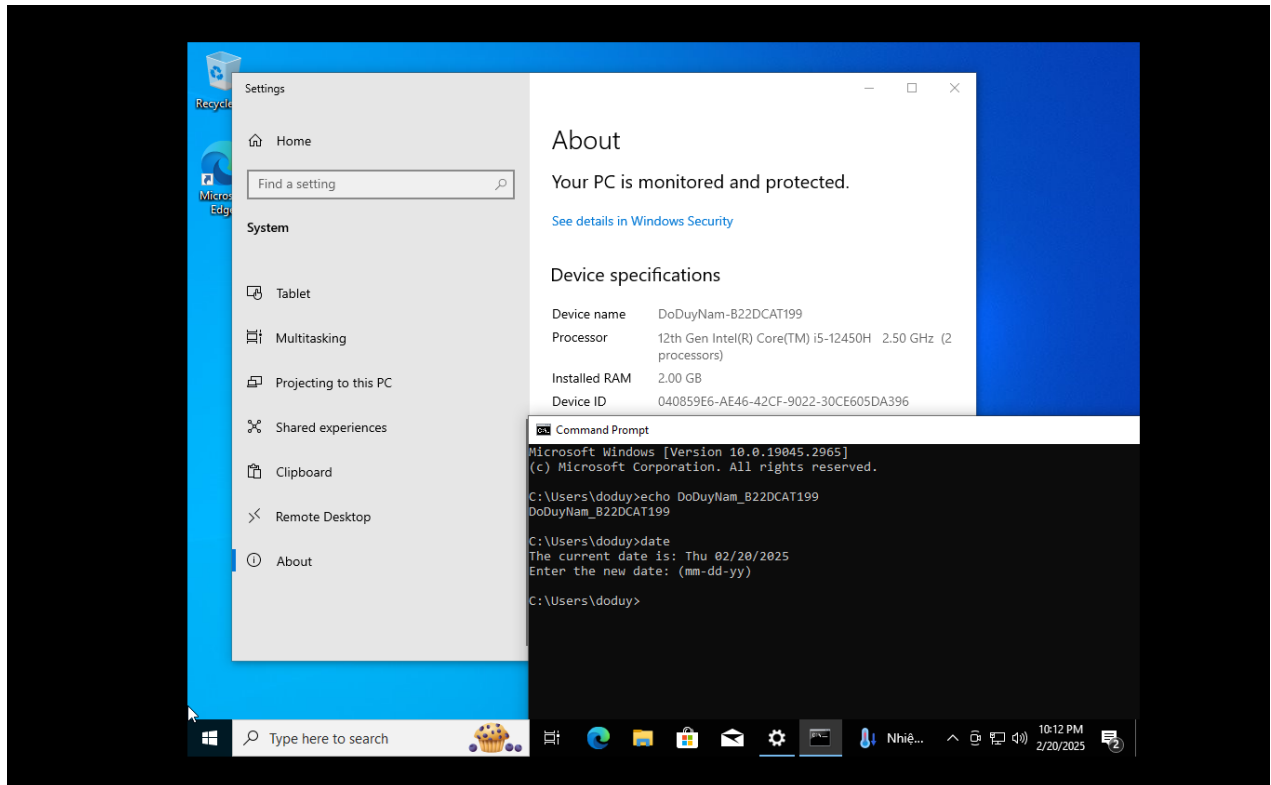 Recycle
Micros
Edge
Settings
Home
Find a setting
System
Tablet
Multitasking
Projecting to this PC
Shared experiences
Clipboard
Remote Desktop
About
About
Your PC is monitored and protected.
See details in Windows Security
Device specifications
Device name DoDuyNam-B22DCAT199
Processor 12th Gen Intel(R) Core(TM) i5-12450H 2.50 GHz (2
processors)
Installed RAM 2.00 GB
Device ID 040859E6-AE46-42CF-9022-30CE605DA396
Command Prompt
Microsoft Windows [Version 10.0.19045.2965]
(c) Microsoft Corporation. All rights reserved.
C:\Users\doduy>echo DoDuyNam_B22DCAT199
DoDuyNam_B22DCAT199
C:\Users\doduy>date
The current date is: Thu 02/20/2025
Enter the new date: (mm-dd-yy)
C:\Users\doduy>
Type here to search
Nhiệ...
10:12 PM
2/20/2025
2